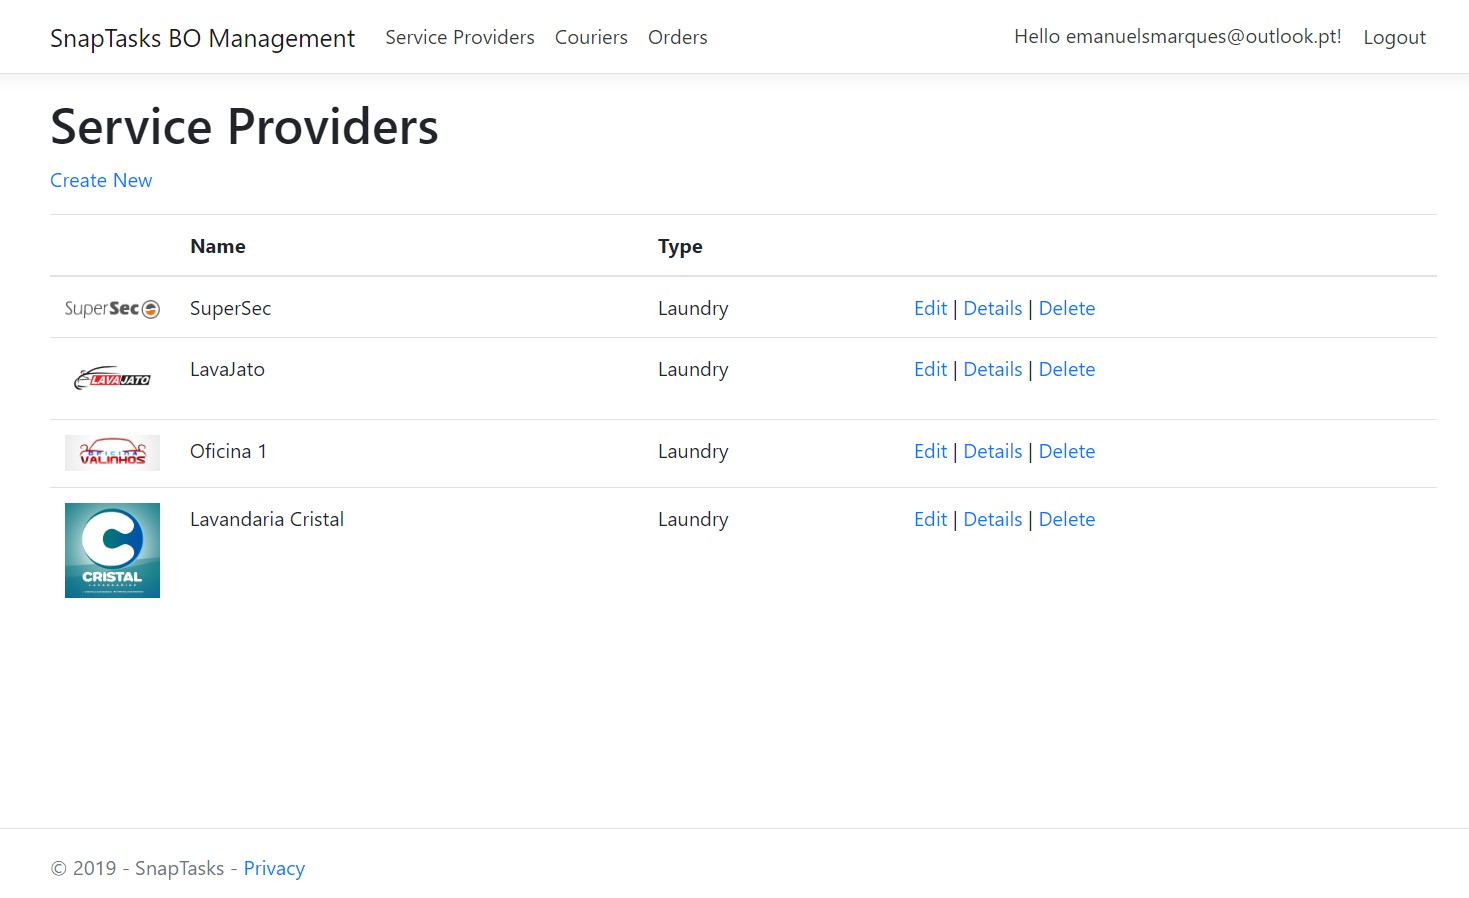 SnapTasks BO Management Service Providers Couriers Orders Hello emanuelsmarques@outlook.pt! Logout
Service Providers
Create New
Name Type
SuperSec SuperSec Laundry Edit | Details | Delete
LAVAJATO LavaJato Laundry Edit | Details | Delete
OFICINA
VALINHOS Oficina 1 Laundry Edit | Details | Delete
Lavandaria Cristal Laundry Edit | Details | Delete
CRISTAL
© 2019 - SnapTasks - Privacy